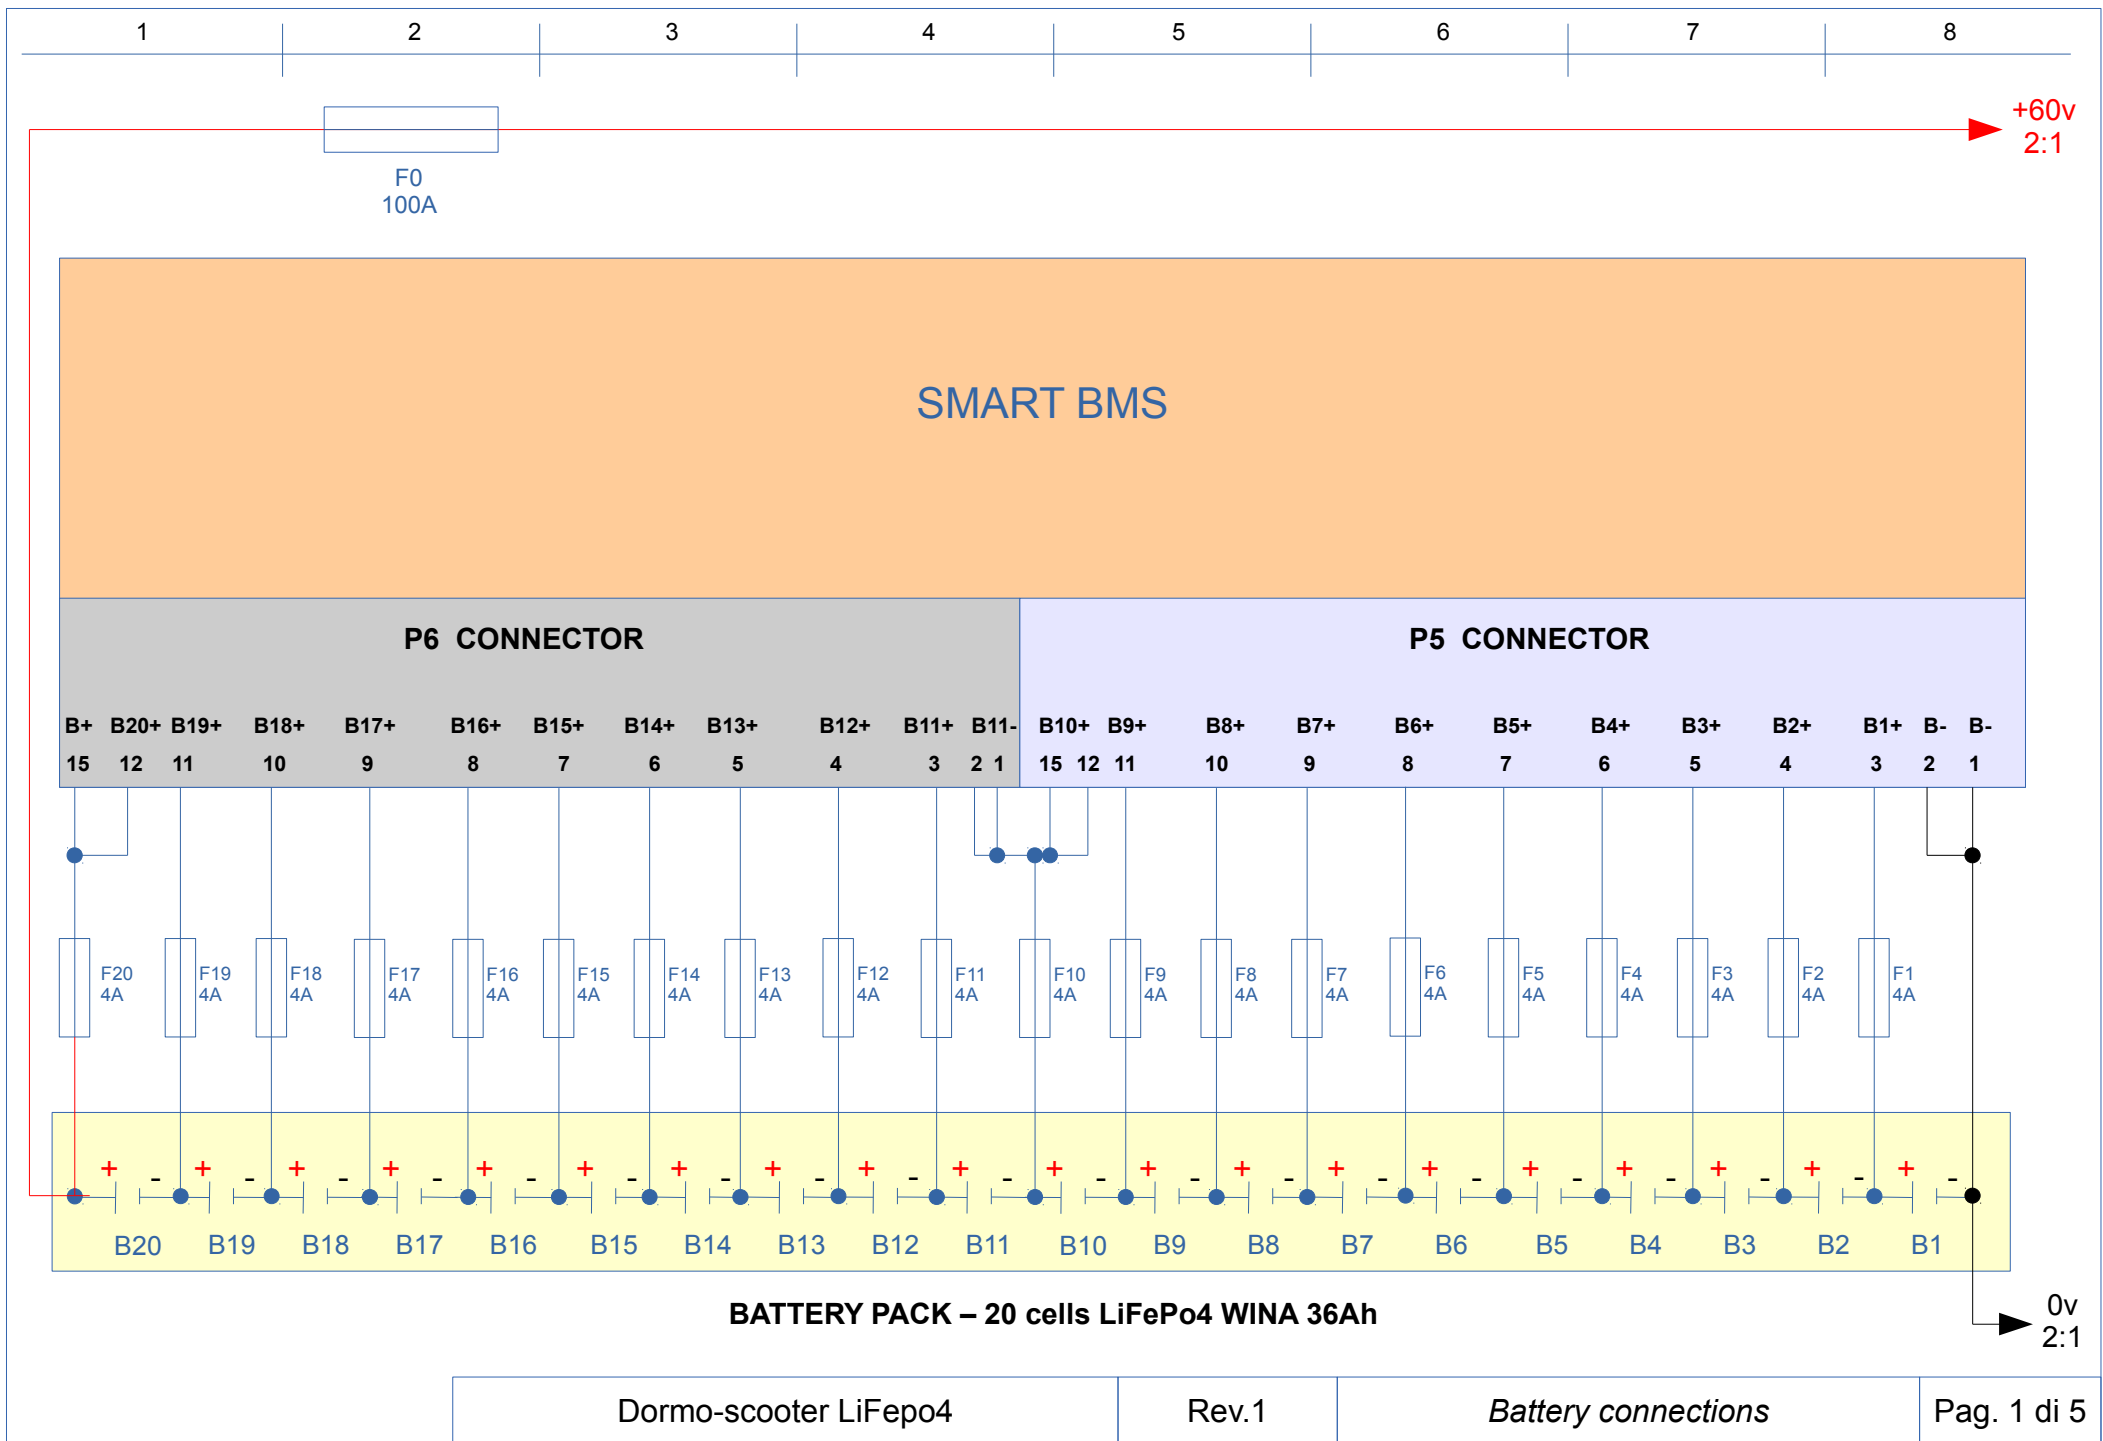 1 2 3 4 5 6 7 8
+60v
2:1
F0
100A
SMART BMS
P6 CONNECTOR P5 CONNECTOR
B+ B20+ B19+ B18+ B17+ B16+ B15+ B14+ B13+ B12+ B11+ B11- B10+ B9+ B8+ B7+ B6+ B5+ B4+ B3+ B2+ B1+ B- B-
15 12 11 10 9 8 7 6 5 4 3 2 1 15 12 11 10 9 8 7 6 5 4 3 2 1
F20 F19 F18 F17 F16 F15 F14 F13 F12 F11 F10 F9 F8 F7 F6 F5 F4 F3 F2 F1
4A 4A 4A 4A 4A 4A 4A 4A 4A 4A 4A 4A 4A 4A 4A 4A 4A 4A 4A 4A
+ - + - + - + - + - + - + - + - + - + - + - + - + - + - + - + - + - + - + - + -
B20 B19 B18 B17 B16 B15 B14 B13 B12 B11 B10 B9 B8 B7 B6 B5 B4 B3 B2 B1
BATTERY PACK – 20 cells LiFePo4 WINA 36Ah
0v
2:1
Dormo-scooter LiFepo4 Rev.1 Battery connections Pag. 1 di 5